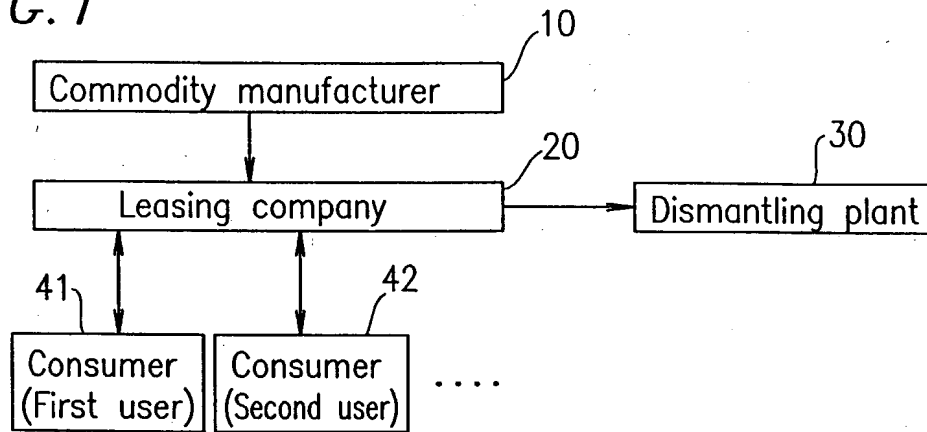 G. 1
10
Commodity manufacturer
20
30
Leasing company
Dismantling plant
41
42
Consumer
(First user)
Consumer
(Second user)
....